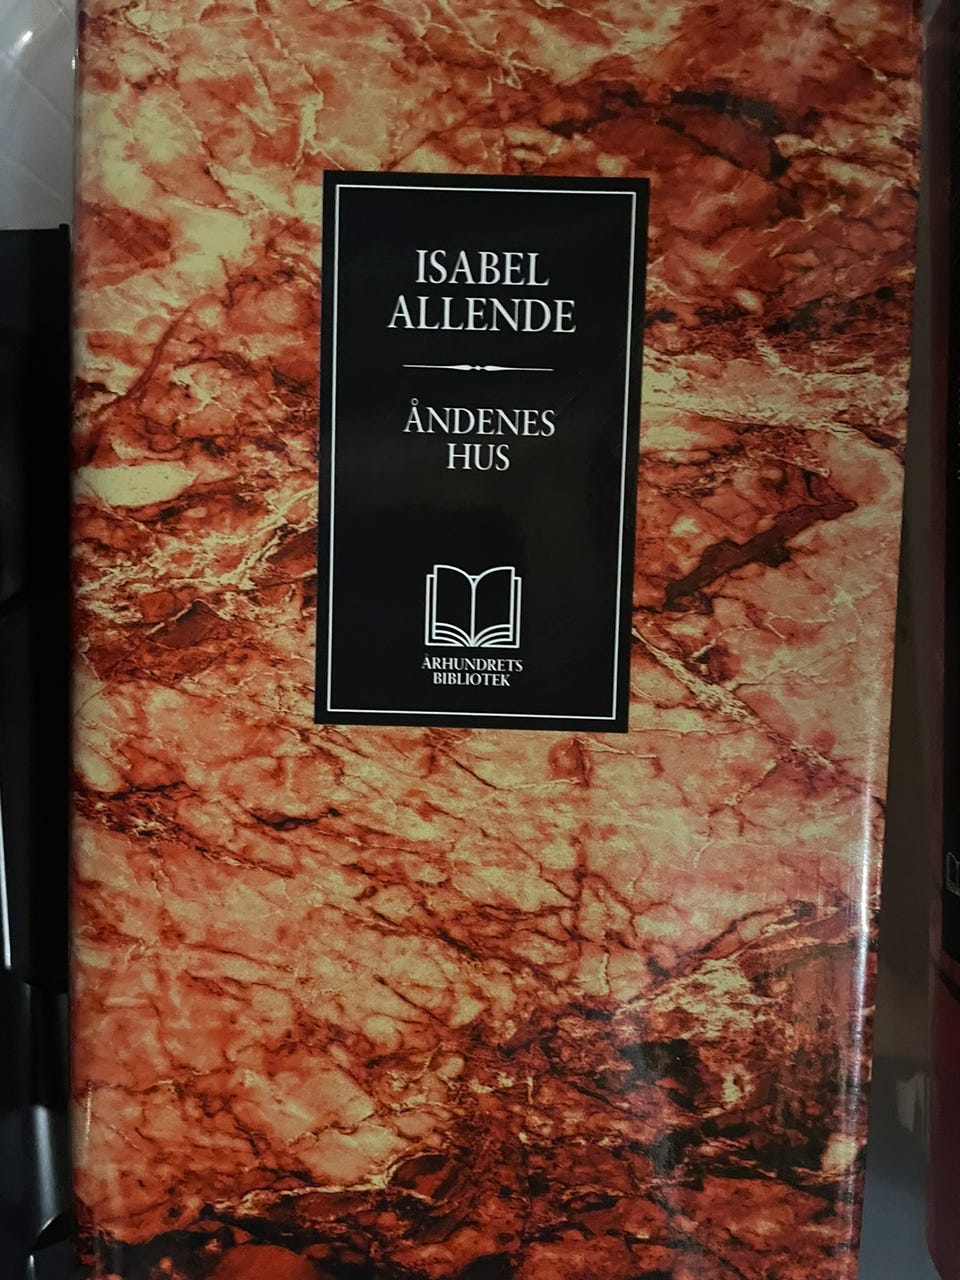 ISABEL
ALLENDE
ÅNDENES
HUS
ÅRHUNDRETS
BIBLIOTEK